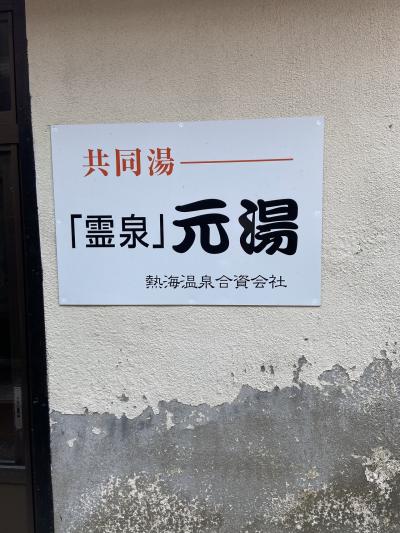 共同湯
「霊泉」元湯
熱海温泉合資会社